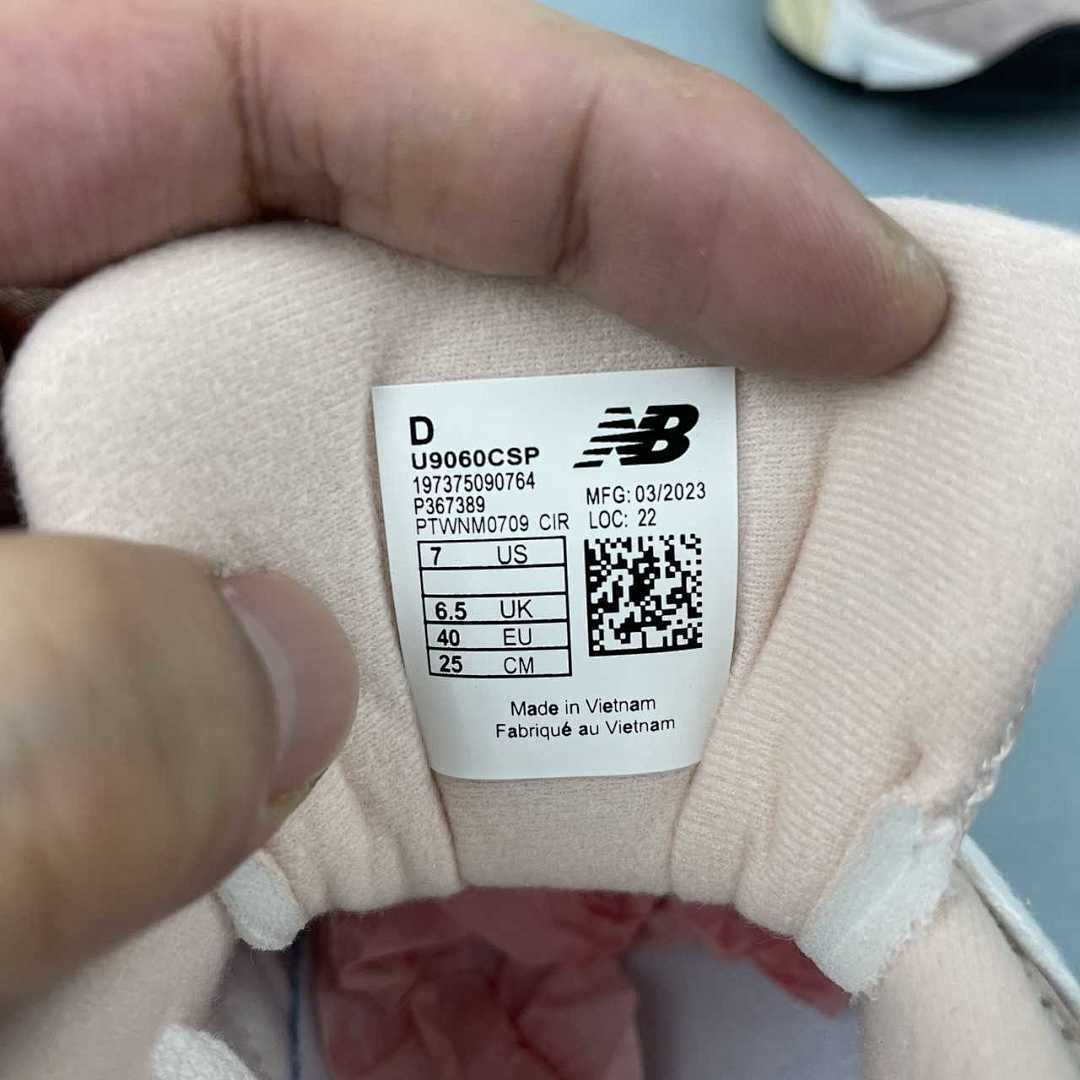 D
NB
U9060CSP
197375090764
P367389
PTWNM0709 CIR
MFG: 03/2023
LOC: 22
7 US
6.5 UK
40 EU
25 CM
Made in Vietnam
Fabriqué au Vietnam